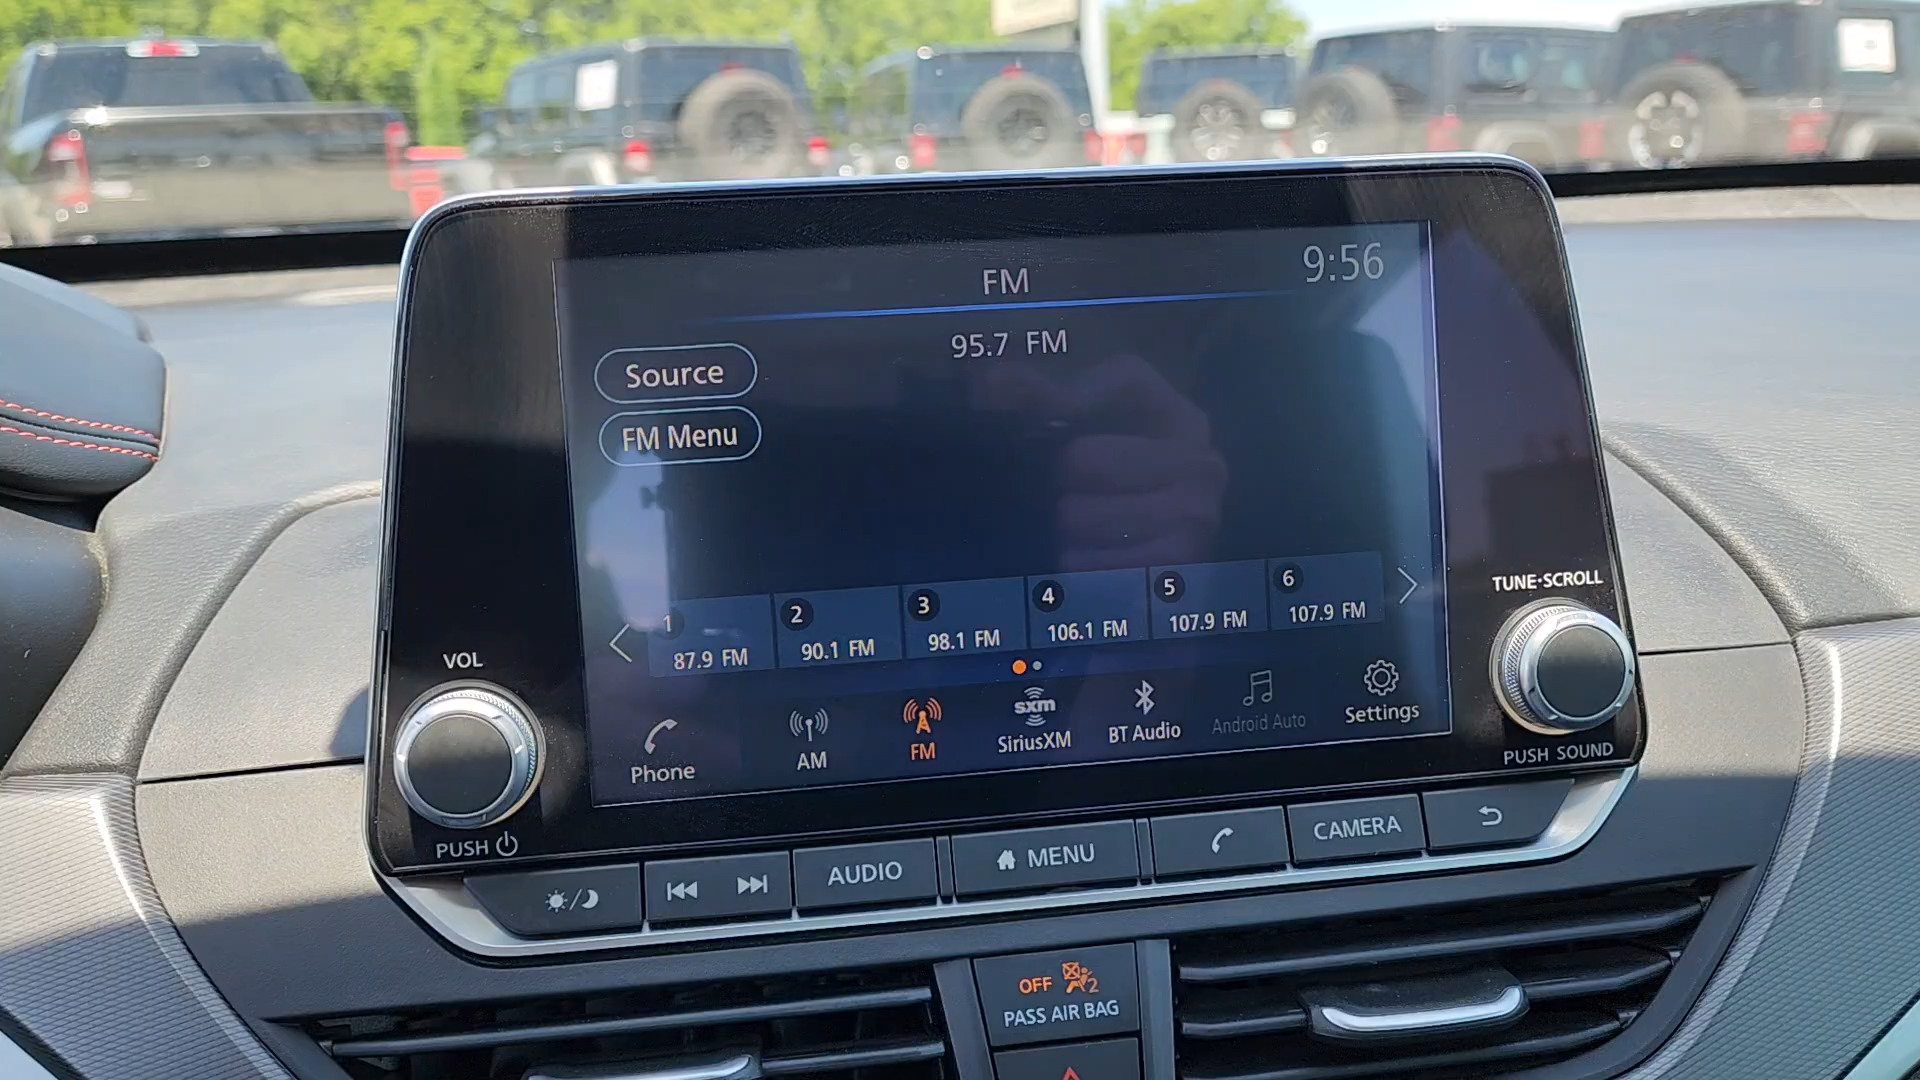 FM
9:56
95.7 FM
Source
FM Menu
1
2
3
4
5
6
87.9 FM
90.1 FM
98.1 FM
106.1 FM
107.9 FM
107.9 FM
TUNE·SCROLL
VOL
sxm
Phone
AM
FM
SiriusXM
BT Audio
Android Auto
Settings
PUSH SOUND
PUSH
AUDIO
MENU
CAMERA
OFF
2
PASS AIR BAG